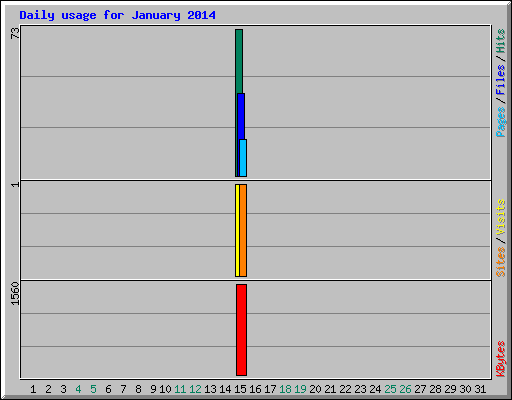 Daily usage for January 2014
73
1
1560
Pages/Files/Hits
Sites/Visits
KBytes
1 2 3 4 5 6 7 8 9 10 11 12 13 14 15 16 17 18 19 20 21 22 23 24 25 26 27 28 29 30 31